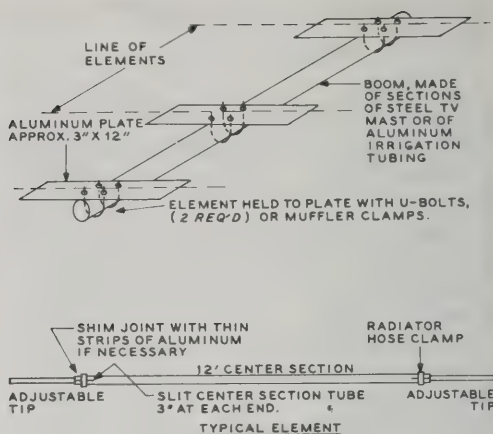 LINE OF
ELEMENTS
ALUMINUM PLATE
APPROX. 3" X 12"
BOOM, MADE
OF SECTIONS
OF STEEL TV
MAST OR OF
ALUMINUM
IRRIGATION
TUBING
ELEMENT HELD TO PLATE WITH U-BOLTS,
(2 REQ'D) OR MUFFLER CLAMPS.
SHIM JOINT WITH THIN
STRIPS OF ALUMINUM
IF NECESSARY
RADIATOR
HOSE CLAMP
12' CENTER SECTION
ADJUSTABLE
TIP
SLIT CENTER SECTION TUBE
3" AT EACH END.
ADJUSTABLE
TIP
TYPICAL ELEMENT